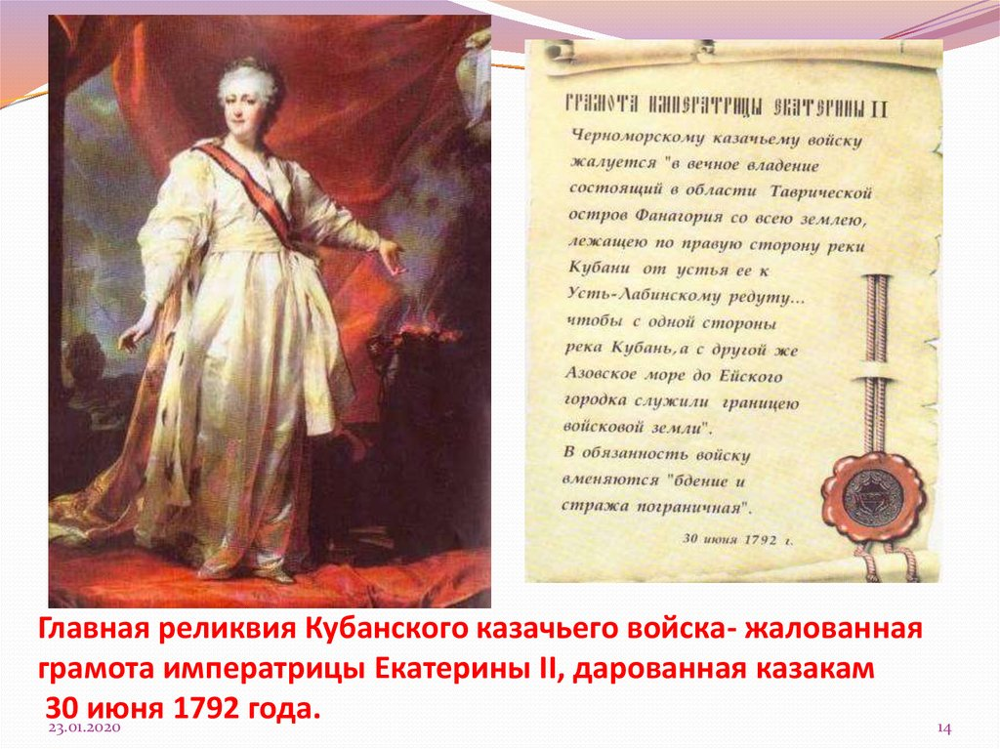 ГРАМОТА ИМПЕРАТРИЦЫ ЕКАТЕРИНЫ II
Черноморскому казачьему войску
жалуется "в вечное владение
состоящий в области Таврической
остров Фанагория со всею землею,
лежащею по правую сторону реки
Кубани от устья ее к
Усть-Лабинскому редуту...
чтобы с одной стороны
река Кубань,а с другой же
Азовское море до Ейского
городка служили границею
войсковой земли".
В обязанность войску
вменяются "бдение и
стража пограничная".
30 июня 1792 г.
Главная реликвия Кубанского казачьего войска- жалованная
грамота императрицы Екатерины II, дарованная казакам
30 июня 1792 года.
23.01.2020
14